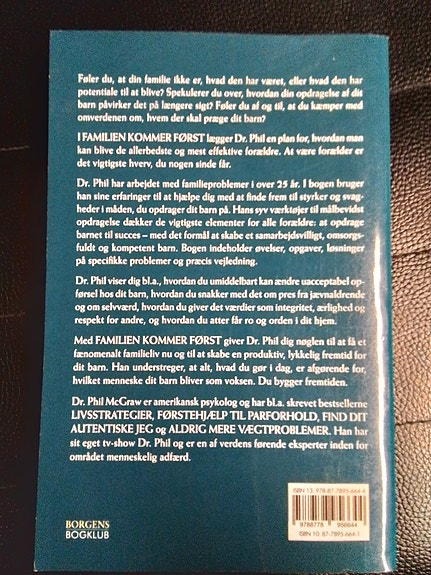 Føler du, at din familie ikke er, hvad den har været, eller hvad den har
potentiale til at blive? Spekulerer du over, hvordan din opdragelse af dit
barn påvirker det på længere sigt? Føler du af og til, at du kæmper med
omverdenen om, hvem der skal præge dit barn?
I FAMILIEN KOMMER FØRST lægger Dr. Phil en plan for, hvordan man
kan blive de allerbedste og mest effektive forældre. At være forælder er
det vigtigste hverv, du nogen sinde får.
Dr. Phil har arbejdet med familieproblemer i over 25 år. I bogen bruger
han sine erfaringer til at hjælpe dig med at finde frem til styrker og svag-
heder i måden, du opdrager dit barn på. Hans syv værktøjer til målbevidst
opdragelse dækker de vigtigste elementer for alle forældre: at opdrage
barnet til succes – med det formål at skabe et samarbejdsvilligt, omsorgs-
fuldt og kompetent barn. Bogen indeholder øvelser, opgaver, løsninger
på specifikke problemer og præcis vejledning.
Dr. Phil viser dig bl.a., hvordan du umiddelbart kan ændre uacceptabel op-
førsel hos dit barn, hvordan du snakker med det om pres fra jævnaldrende
og om selvværd, hvordan du giver det værdier som integritet, ærlighed og
respekt for andre, og hvordan du atter får ro og orden i dit hjem.
Med FAMILIEN KOMMER FØRST giver Dr. Phil dig nøglen til at få et
fænomenalt familieliv nu og til at skabe en produktiv, lykkelig fremtid for
dit barn. Han understreger, at alt, hvad du gør i dag, er afgørende for,
hvilket menneske dit barn bliver som voksen. Du bygger fremtiden.
Dr. Phil McGraw er amerikansk psykolog og har bl.a. skrevet bestsellerne
LIVSSTRATEGIER, FØRSTEHJÆLP TIL PARFORHOLD, FIND DIT
AUTENTISKE JEG og ALDRIG MERE VÆGTPROBLEMER. Han har
sit eget tv-show Dr. Phil og er en af verdens førende eksperter inden for
området menneskelig adfærd.
ISBN 13: 978-87-7895-664-4
9788778 956644
ISBN 10: 87-7895-664-1
BORGENS
BOGKLUB